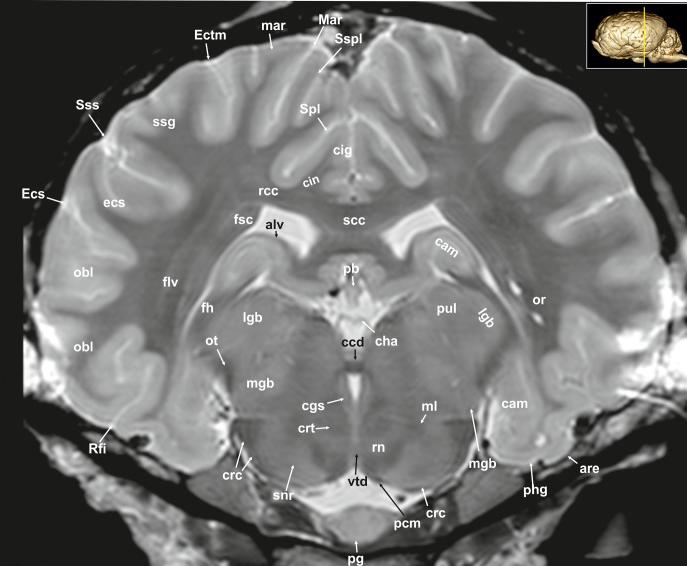 mar
Mar
Ectm
Sspl
Sss
ssg
Spl
cig
Ecs
ecs
rcc
cin
fsc
alv
scc
cam
obl
flv
pb
or
fh
lgb
pul
lgb
obl
ot
ccd
cha
mgb
cgs
ml
cam
crt
rn
Rfi
crc
mgb
are
snr
vtd
phg
pcm
crc
pg